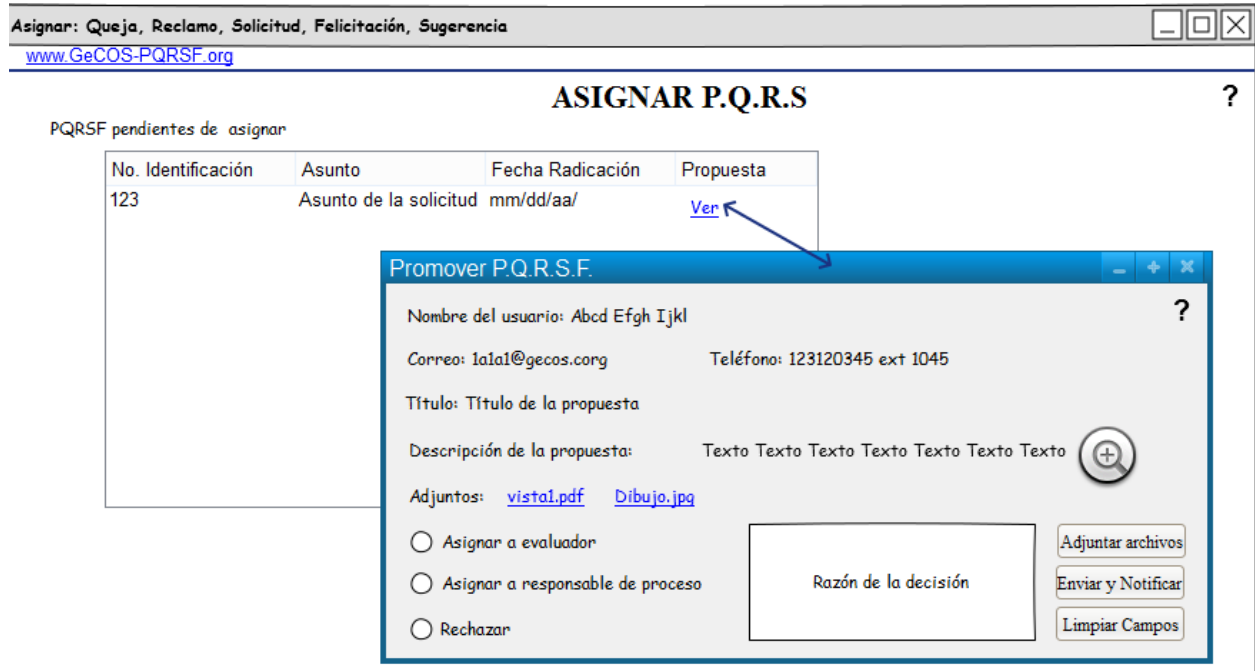 Asignar: Queja, Reclamo, Solicitud, Felicitación, Sugerencia
www.GeCOS-PQRSF.org
ASIGNAR P.Q.R.S
?
PQRSF pendientes de asignar
No. Identificación Asunto Fecha Radicación Propuesta
123 Asunto de la solicitud mm/dd/aa/ Ver
Promover P.Q.R.S.F.
?
Nombre del usuario: Abcd Efgh Ijkl
Correo: 1a1a1@gecos.corg Teléfono: 123120345 ext 1045
Título: Título de la propuesta
Descripción de la propuesta: Texto Texto Texto Texto Texto Texto Texto
Adjuntos: vista1.pdf Dibujo.jpg
Asignar a evaluador
Asignar a responsable de proceso
Rechazar
Razón de la decisión
Adjuntar archivos
Enviar y Notificar
Limpiar Campos